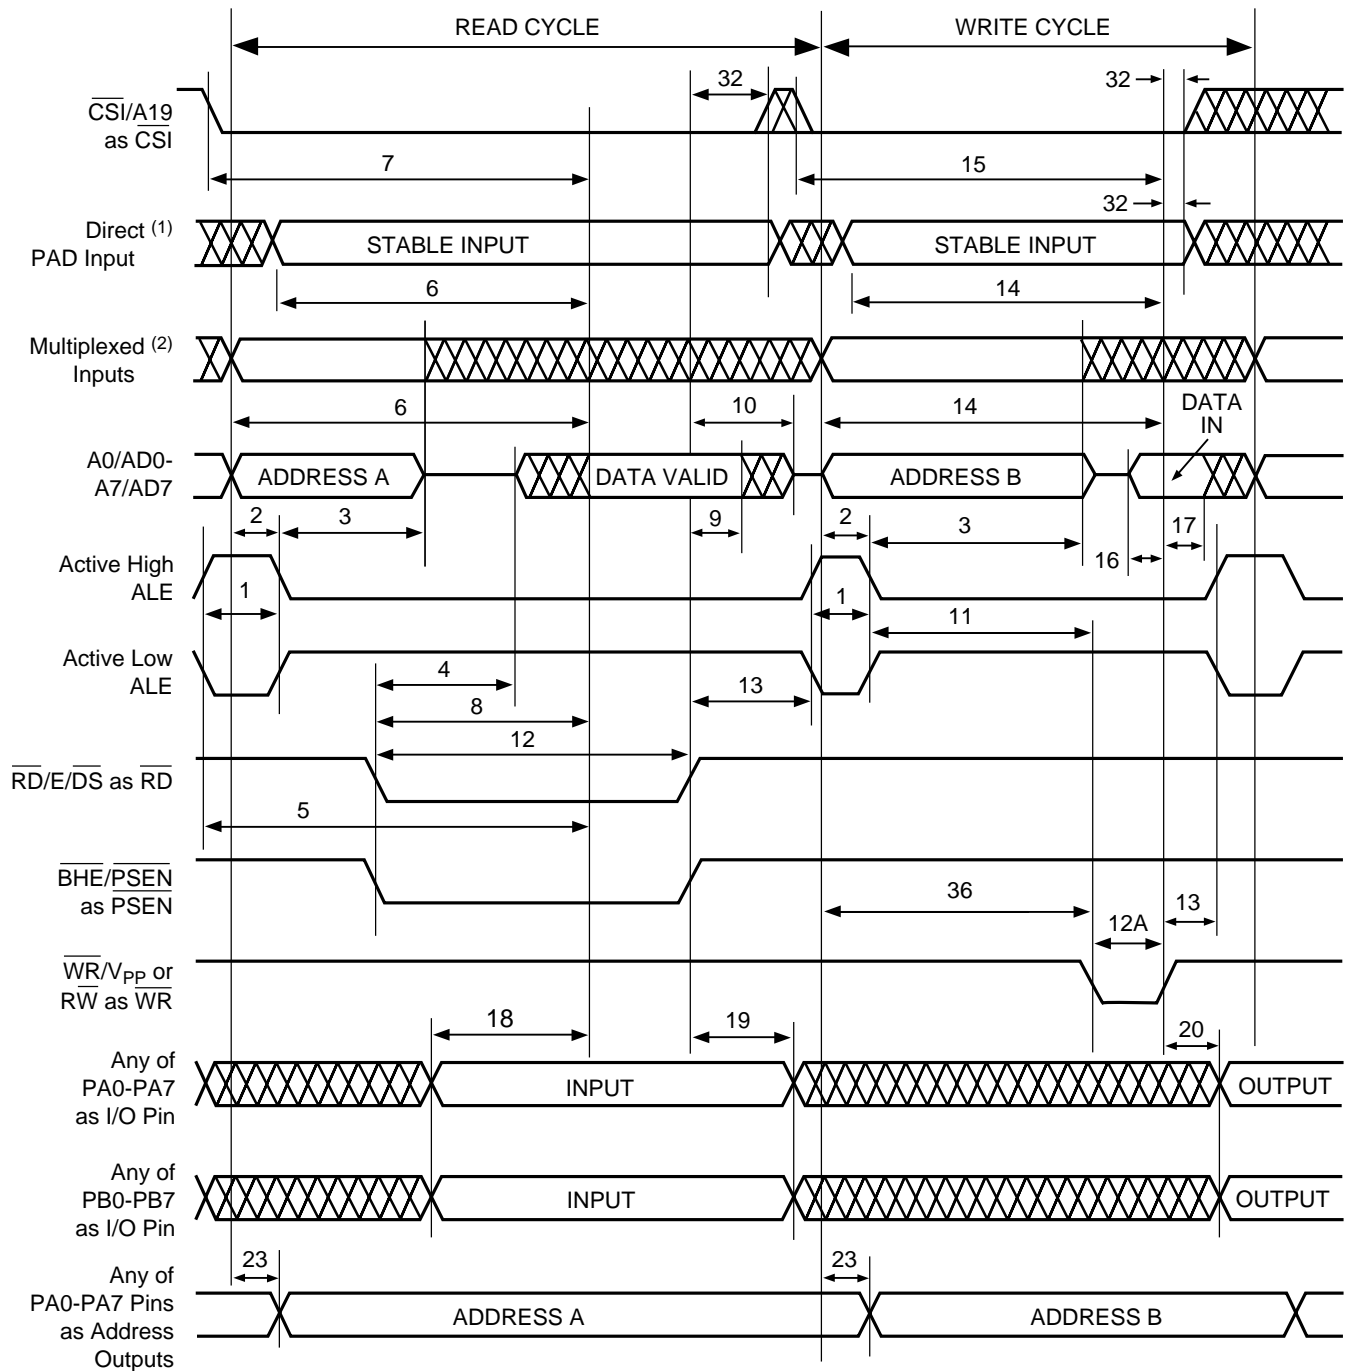 READ CYCLE
WRITE CYCLE
32
32
CSI/A19
as CSI
7
15
32
Direct (1)
PAD Input
STABLE INPUT
STABLE INPUT
6
14
Multiplexed (2)
Inputs
6
10
14
DATA
IN
A0/AD0-
A7/AD7
ADDRESS A
DATA VALID
ADDRESS B
2
3
9
2
3
16
17
Active High
ALE
1
1
11
Active Low
ALE
4
13
8
12
RD/E/DS as RD
5
BHE/PSEN
as PSEN
36
12A
13
WR/VPP or
RW as WR
18
19
20
Any of
PA0-PA7
as I/O Pin
INPUT
OUTPUT
Any of
PB0-PB7
as I/O Pin
INPUT
OUTPUT
23
23
Any of
PA0-PA7 Pins
as Address
Outputs
ADDRESS A
ADDRESS B